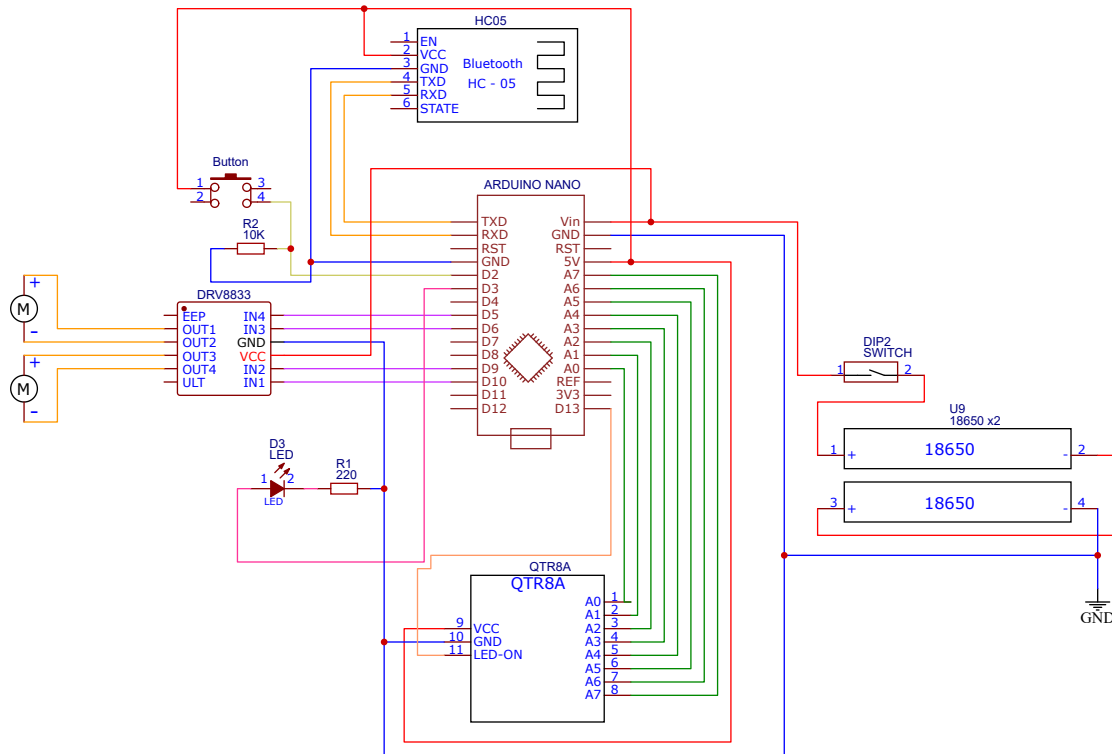 HC05
1 EN
2 VCC
3 GND
4 TXD
5 RXD
6 STATE
Bluetooth
HC - 05
Button
1 3
2 4
R2
10K
ARDUINO NANO
TXD Vin
RXD GND
RST RST
GND 5V
D2 A7
D3 A6
D4 A5
D5 A4
D6 A3
D7 A2
D8 A1
D9 A0
D10 REF
D11 3V3
D12 D13
DRV8833
EEP IN4
OUT1 IN3
OUT2 GND
OUT3 VCC
OUT4 IN2
ULT IN1
+
M
-
+
M
-
DIP2
SWITCH
1 2
U9
18650 x2
1 + 18650 - 2
3 + 18650 - 4
GND
D3
LED
1 2
LED
R1
220
QTR8A
QTR8A
A0 1
A1 2
A2 3
A3 4
A4 5
A5 6
A6 7
A7 8
9 VCC
10 GND
11 LED-ON